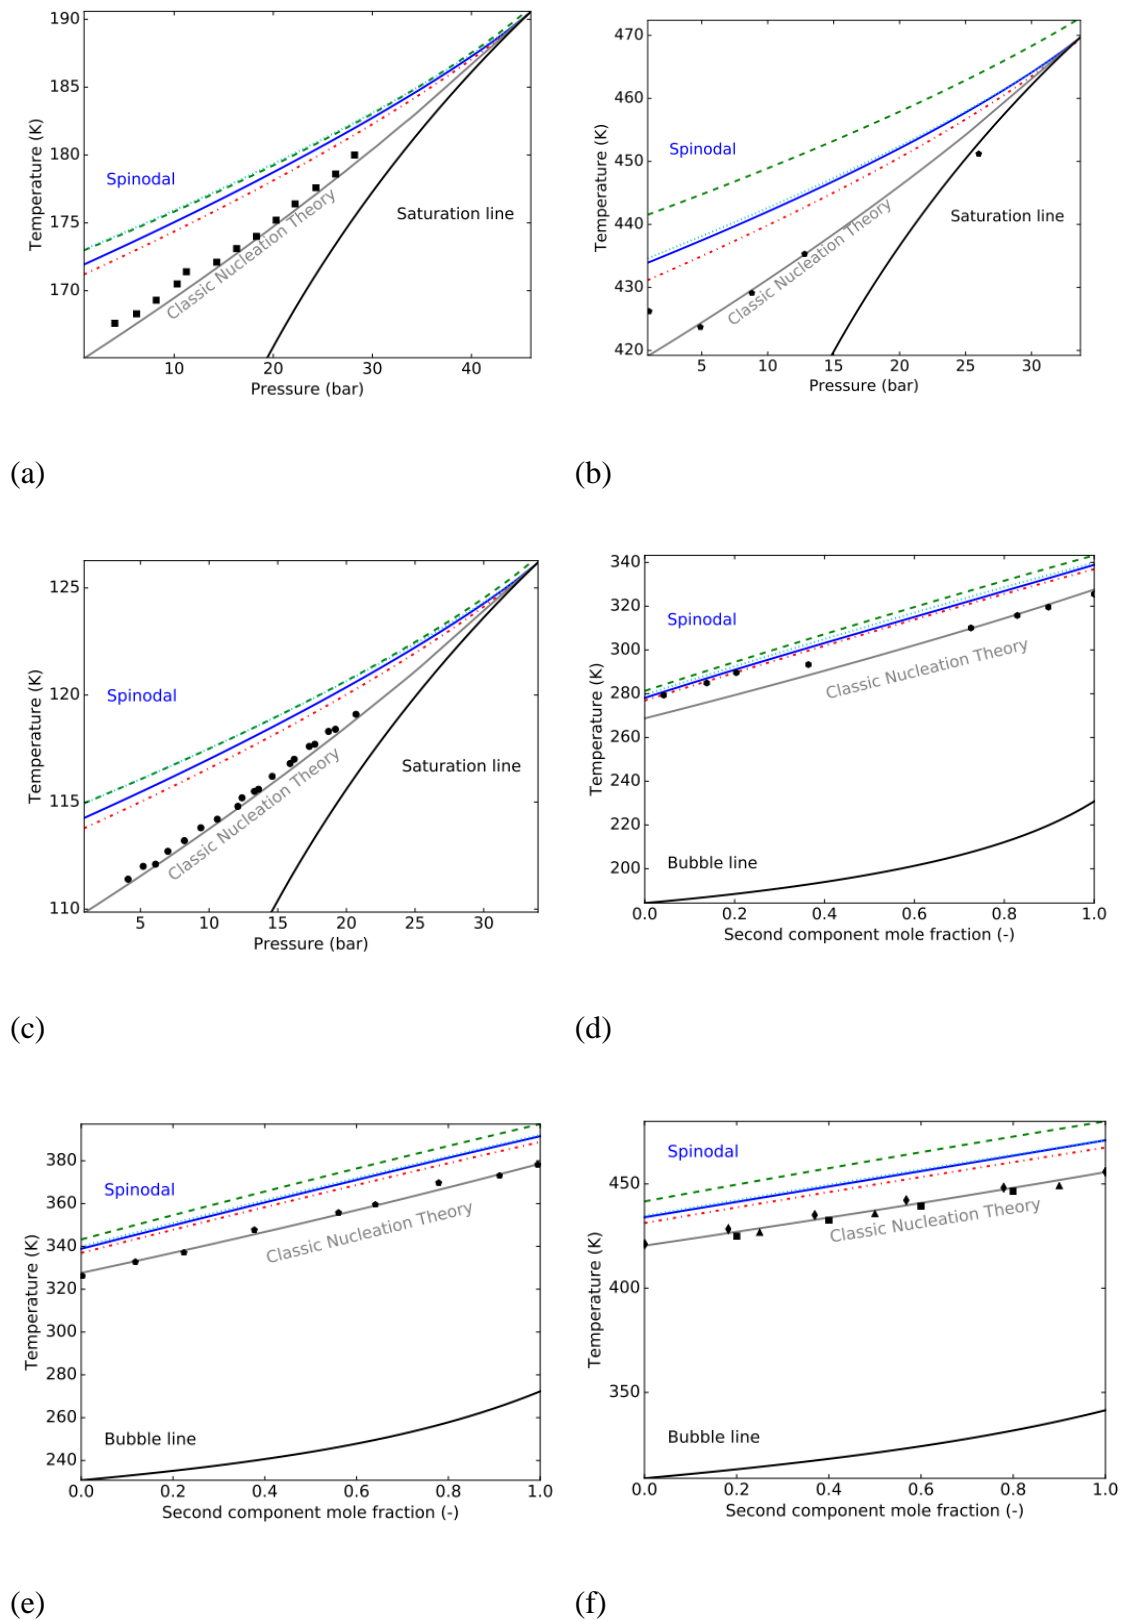 190
185
180
175
170
Temperature (K)
Spinodal
Classic Nucleation Theory
Saturation line
10
20
30
40
Pressure (bar)
(a)
470
460
450
440
430
420
Temperature (K)
Spinodal
Classic Nucleation Theory
Saturation line
5
10
15
20
25
30
Pressure (bar)
(b)
125
120
115
110
Temperature (K)
Spinodal
Classic Nucleation Theory
Saturation line
5
10
15
20
25
30
Pressure (bar)
(c)
340
320
300
280
260
240
220
200
Temperature (K)
Spinodal
Classic Nucleation Theory
Bubble line
0.0
0.2
0.4
0.6
0.8
1.0
Second component mole fraction (-)
(d)
380
360
340
320
300
280
260
240
Temperature (K)
Spinodal
Classic Nucleation Theory
Bubble line
0.0
0.2
0.4
0.6
0.8
1.0
Second component mole fraction (-)
(e)
450
400
350
Temperature (K)
Spinodal
Classic Nucleation Theory
Bubble line
0.0
0.2
0.4
0.6
0.8
1.0
Second component mole fraction (-)
(f)